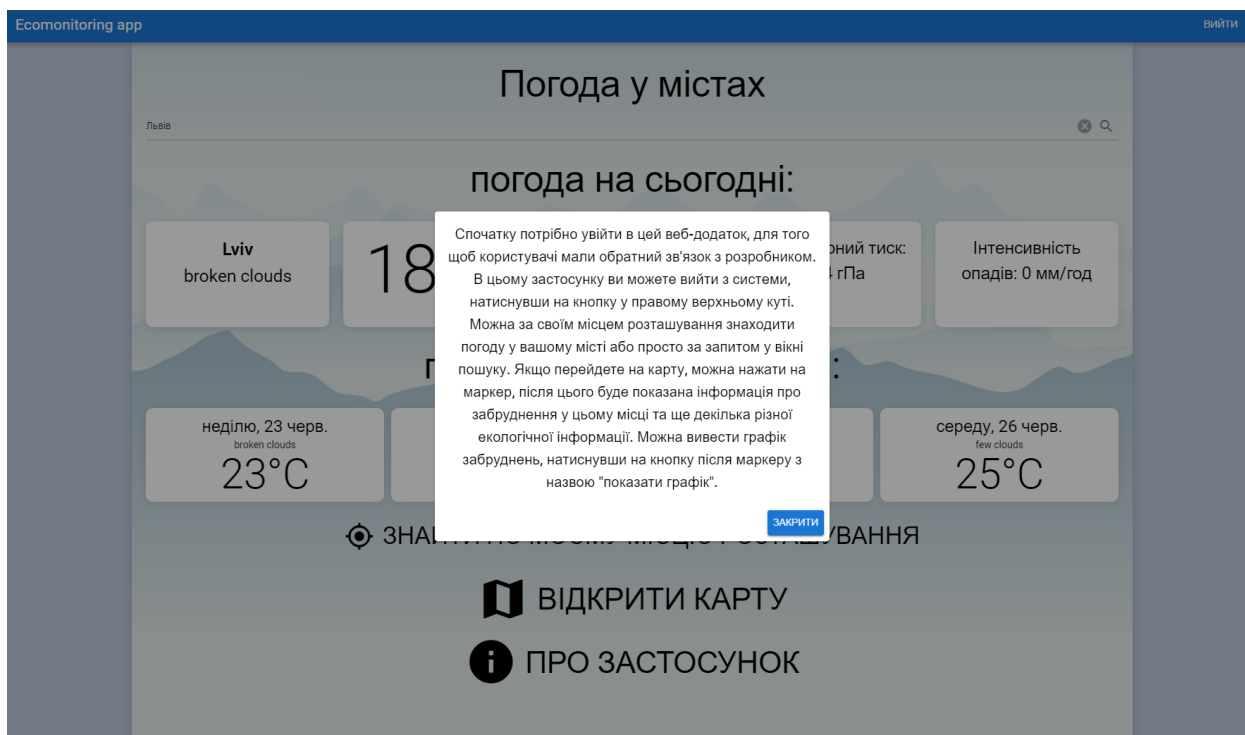 Ecomonitoring app
ВИЙТИ
Погода у містах
Львів
погода на сьогодні:
Lviv
broken clouds
18
тиск:
гПа
Інтенсивність
опадів: 0 мм/год
Спочатку потрібно увійти в цей веб-додаток, для того
щоб користувачі мали обратний зв'язок з розробником.
В цьому застосунку ви можете вийти з системи,
натиснувши на кнопку у правому верхньому куті.
Можна за своїм місцем розташування знаходити
погоду у вашому місті або просто за запитом у вікні
пошуку. Якщо перейдете на карту, можна нажати на
маркер, після цього буде показана інформація про
забруднення у цьому місці та ще декілька різної
екологічної інформації. Можна вивести графік
забруднень, натиснувши на кнопку після маркеру з
назвою "показати графік".
ЗАКРИТИ
неділю, 23 черв.
broken clouds
23°C
середу, 26 черв.
few clouds
25°C
ВІДКРИТИ КАРТУ
ПРО ЗАСТОСУНОК